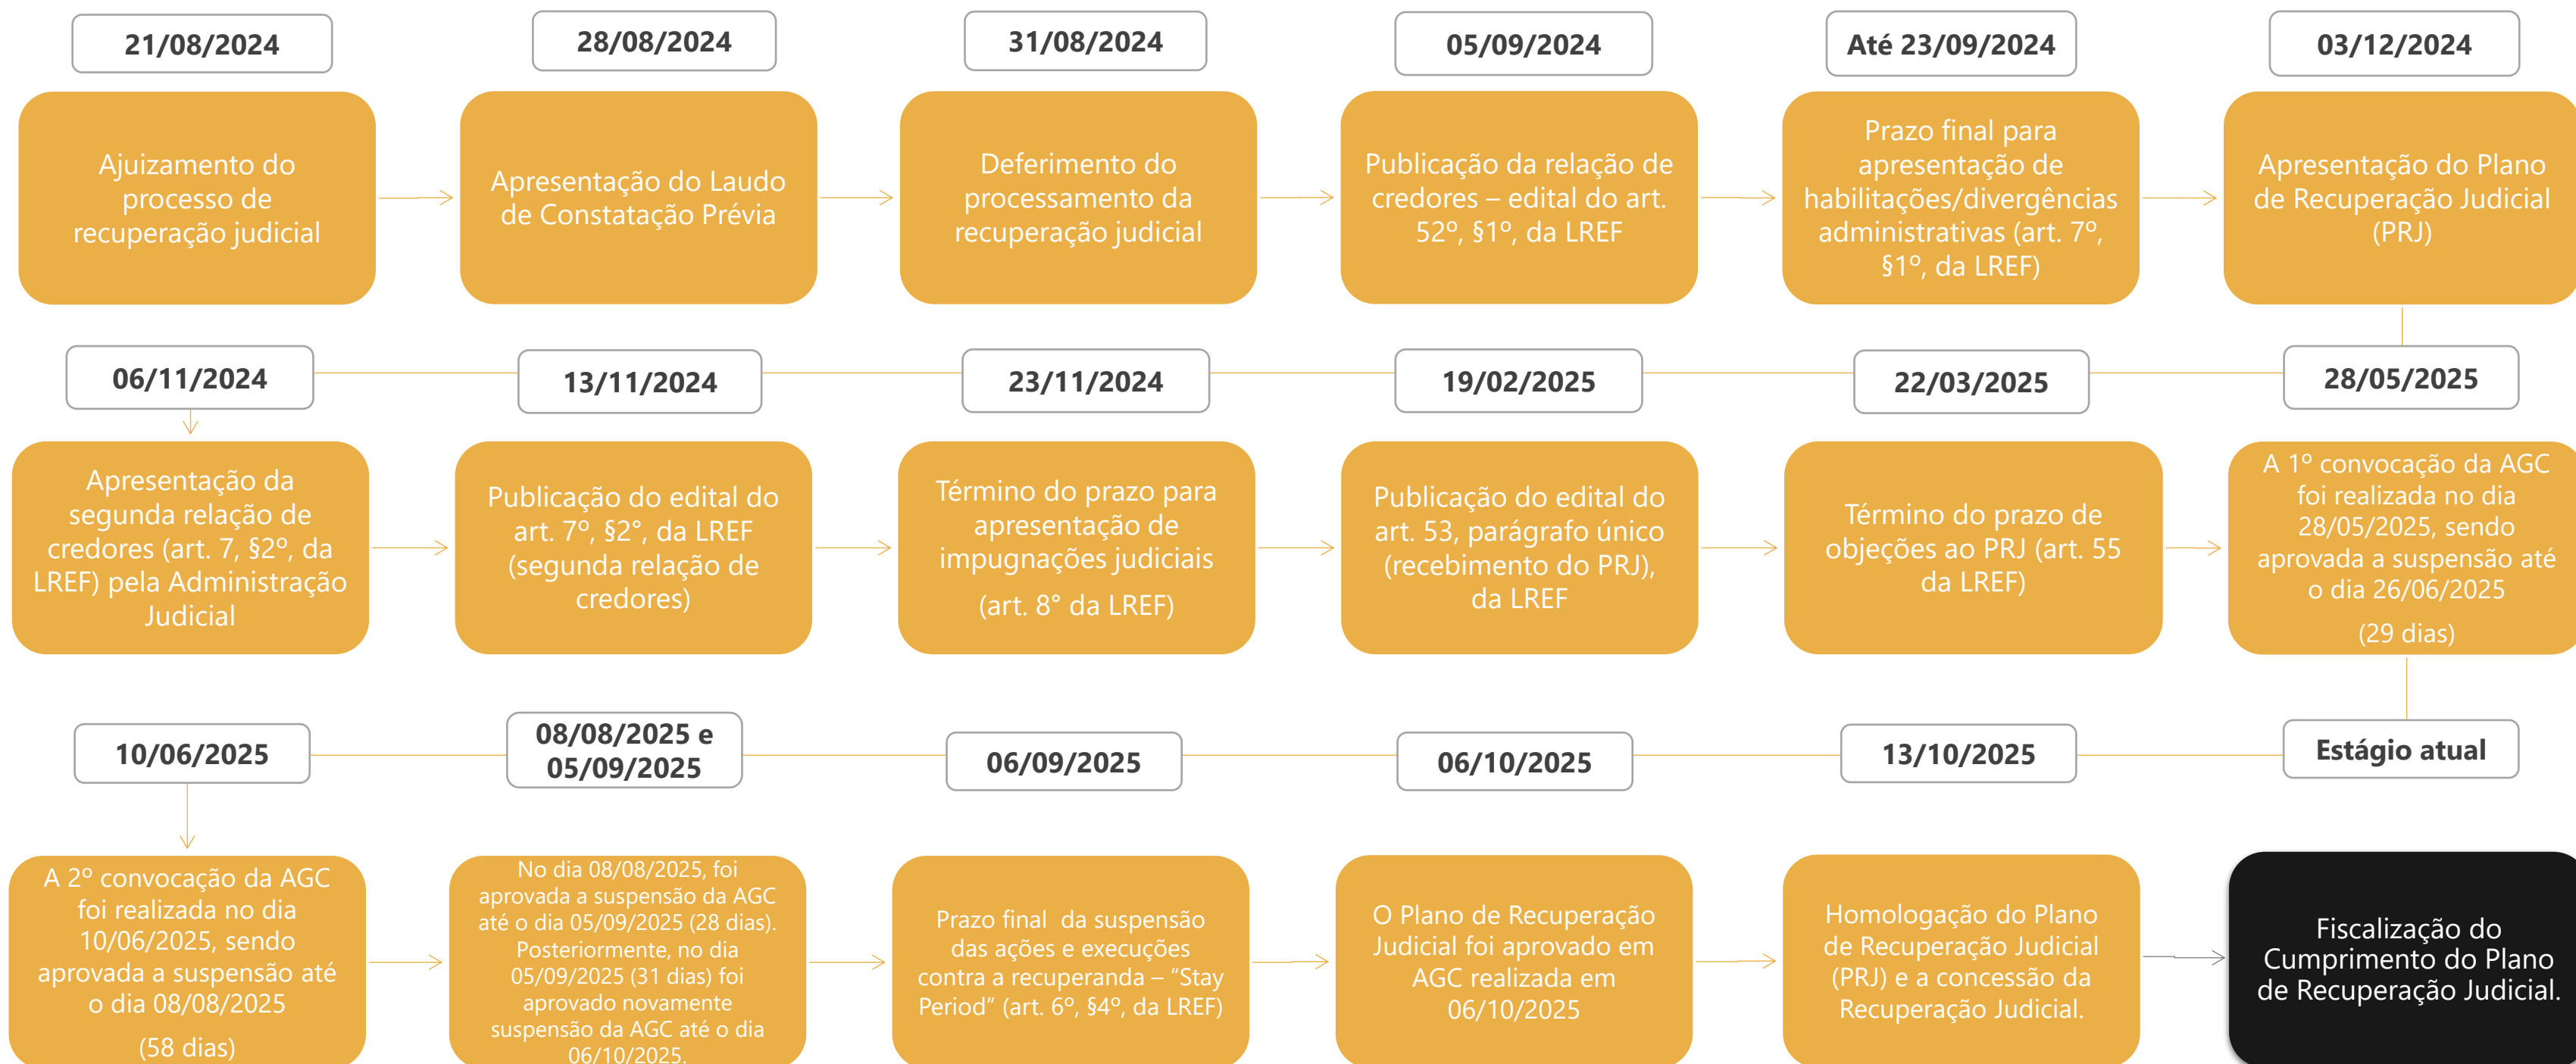 21/08/2024
Ajuizamento do
processo de
recuperação judicial
28/08/2024
Apresentação do Laudo
de Constatação Prévia
31/08/2024
Deferimento do
processamento da
recuperação judicial
05/09/2024
Publicação da relação de
credores – edital do art.
52º, §1º, da LREF
Até 23/09/2024
Prazo final para
apresentação de
habilitações/divergências
administrativas (art. 7º,
§1º, da LREF)
03/12/2024
Apresentação do Plano
de Recuperação Judicial
(PRJ)
06/11/2024
Apresentação da
segunda relação de
credores (art. 7, §2º, da
LREF) pela Administração
Judicial
13/11/2024
Publicação do edital do
art. 7º, §2°, da LREF
(segunda relação de
credores)
23/11/2024
Término do prazo para
apresentação de
impugnações judiciais
(art. 8° da LREF)
19/02/2025
Publicação do edital do
art. 53, parágrafo único
(recebimento do PRJ),
da LREF
22/03/2025
Término do prazo de
objeções ao PRJ (art. 55
da LREF)
28/05/2025
A 1º convocação da AGC
foi realizada no dia
28/05/2025, sendo
aprovada a suspensão até
o dia 26/06/2025
(29 dias)
10/06/2025
A 2º convocação da AGC
foi realizada no dia
10/06/2025, sendo
aprovada a suspensão até
o dia 08/08/2025
(58 dias)
08/08/2025 e
05/09/2025
No dia 08/08/2025, foi
aprovada a suspensão da AGC
até o dia 05/09/2025 (28 dias).
Posteriormente, no dia
05/09/2025 (31 dias) foi
aprovado novamente
suspensão da AGC até o dia
06/10/2025.
06/09/2025
Prazo final da suspensão
das ações e execuções
contra a recuperanda – “Stay
Period” (art. 6º, §4º, da LREF)
06/10/2025
O Plano de Recuperação
Judicial foi aprovado em
AGC realizada em
06/10/2025
13/10/2025
Homologação do Plano
de Recuperação Judicial
(PRJ) e a concessão da
Recuperação Judicial.
Estágio atual
Fiscalização do
Cumprimento do Plano
de Recuperação Judicial.